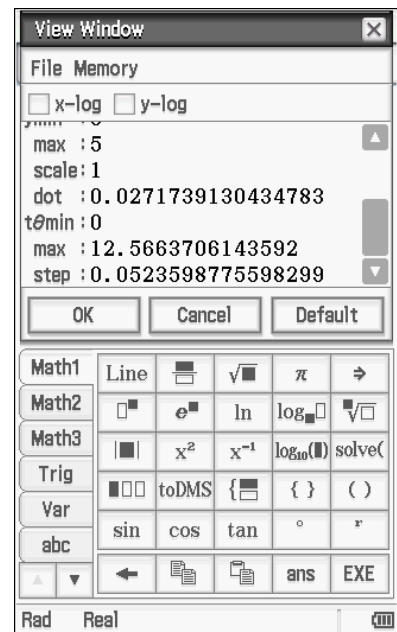 View Window
File Memory
x-log y-log
max :5
scale:1
dot :0.0271739130434783
tθmin:0
max :12.5663706143592
step :0.0523598775598299
OK Cancel Default
Math1 Line √■ π ⇒
Math2 □■ e■ ln log■□ ■√□
Math3 |■| x² x⁻¹ log₁₀(■) solve(
Trig ■□□ toDMS { { } ( )
Var
sin cos tan ° r
abc
ans EXE
Rad Real